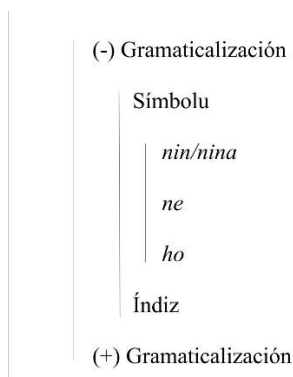 (-) Gramaticalización
Símbolu
nin/nina
ne
ho
Índiz
(+) Gramaticalización